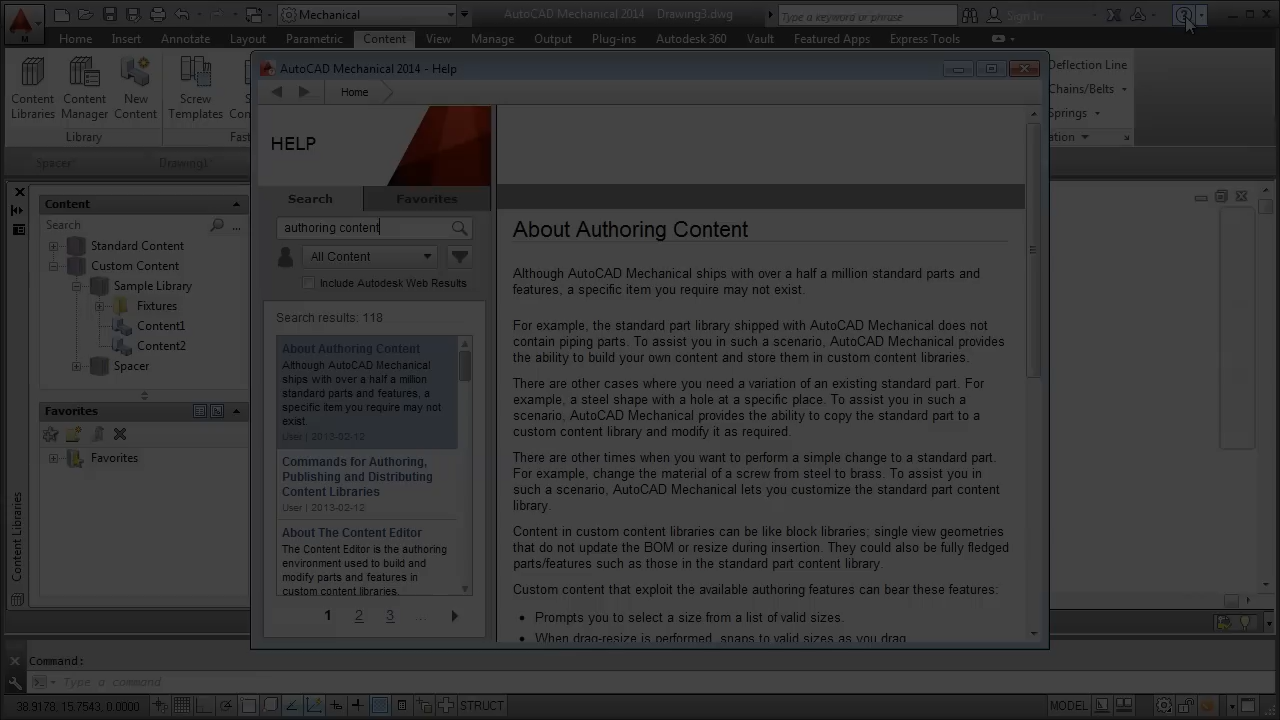 Mechanical
AutoCAD Mechanical 2014 Drawing3.dwg
Type a keyword or phrase
Sign In
M
Home Insert Annotate Layout Parametric Content View Manage Output Plug-ins Autodesk 360 Vault Featured Apps Express Tools
Content Libraries
Content Manager
New Content
Screw Templates
Library
Fast
Deflection Line
Chains/Belts
Springs
Spacer
Drawing1
AutoCAD Mechanical 2014 - Help
Home
HELP
Search Favorites
authoring content
All Content
Include Autodesk Web Results
Search results: 118
About Authoring Content
Although AutoCAD Mechanical
ships with over a half a million
standard parts and features, a
specific item you require may not
exist.
User | 2013-02-12
Commands for Authoring,
Publishing and Distributing
Content Libraries
User | 2013-02-12
About The Content Editor
The Content Editor is the authoring
environment used to build and
modify parts and features in
custom content libraries.
1 2 3 ...
About Authoring Content
Although AutoCAD Mechanical ships with over a half a million standard parts and
features, a specific item you require may not exist.
For example, the standard part library shipped with AutoCAD Mechanical does not
contain piping parts. To assist you in such a scenario, AutoCAD Mechanical provides
the ability to build your own content and store them in custom content libraries.
There are other cases where you need a variation of an existing standard part. For
example, a steel shape with a hole at a specific place. To assist you in such a
scenario, AutoCAD Mechanical provides the ability to copy the standard part to a
custom content library and modify it as required.
There are other times when you want to perform a simple change to a standard part.
For example, change the material of a screw from steel to brass. To assist you in
such a scenario, AutoCAD Mechanical lets you customize the standard part content
library.
Content in custom content libraries can be like block libraries; single view geometries
that do not update the BOM or resize during insertion. They could also be fully fledged
parts/features such as those in the standard part content library.
Custom content that exploit the available authoring features can bear these features:
• Prompts you to select a size from a list of valid sizes.
• When drag-resize is performed, snaps to valid sizes as you drag.
Content
Search
...
Standard Content
Custom Content
Sample Library
Fixtures
Content1
Content2
Spacer
Favorites
Favorites
Content Libraries
Command:
Type a command
38.9178, 15.7543, 0.0000
STRUCT
MODEL